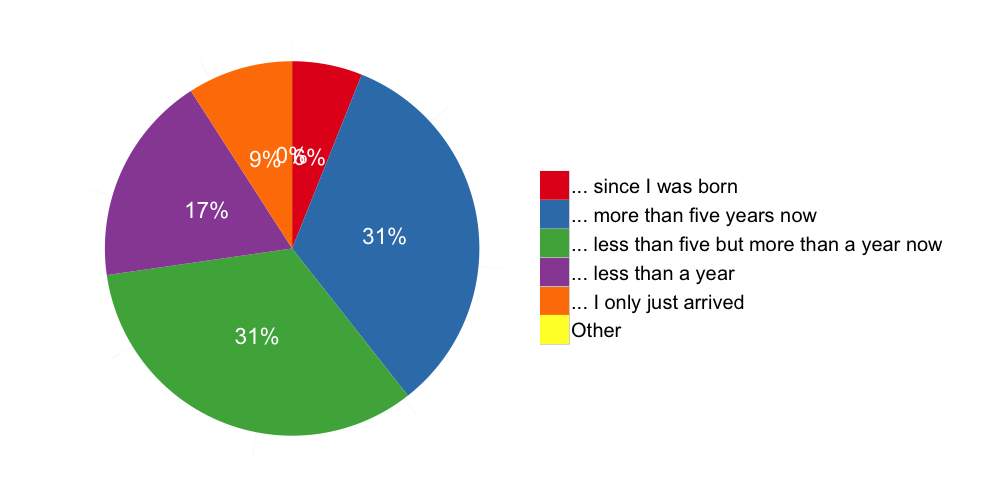 9%
0%
6%
17%
31%
31%
... since I was born
... more than five years now
... less than five but more than a year now
... less than a year
... I only just arrived
Other